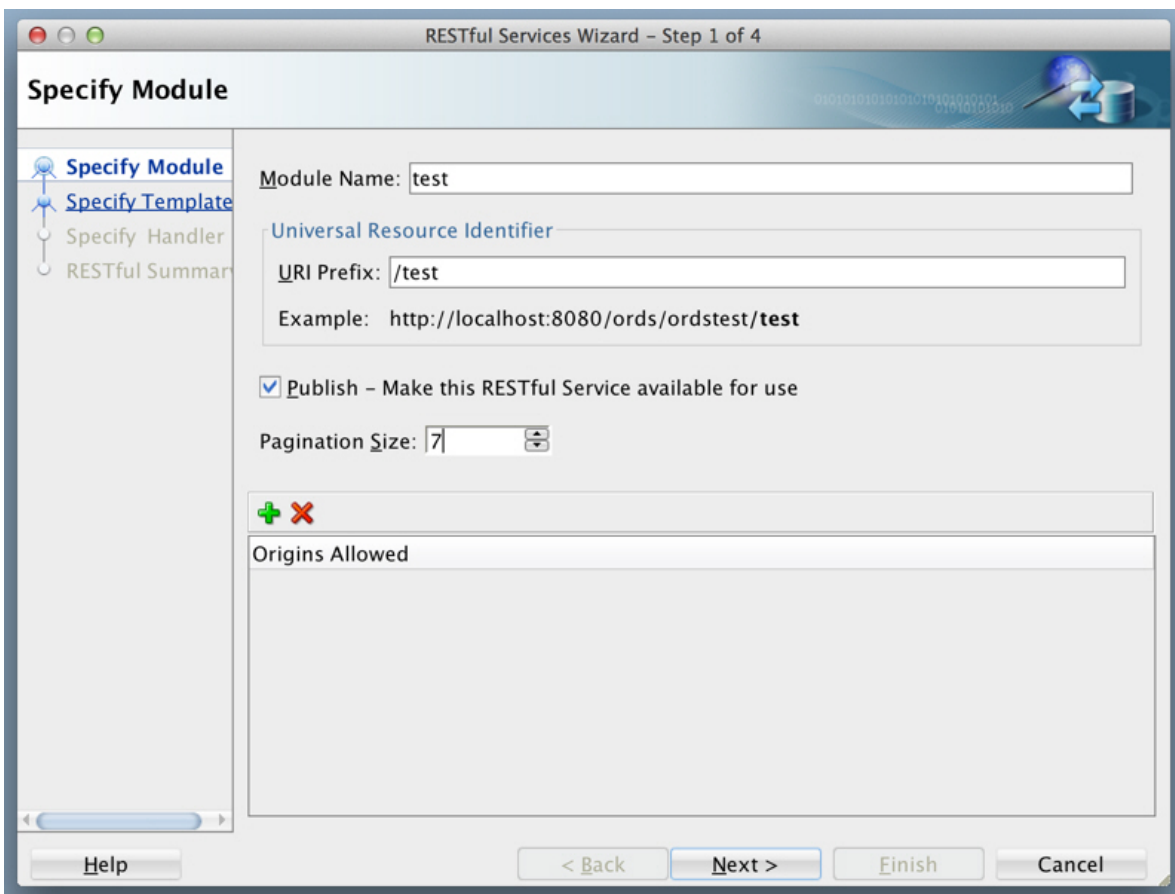 RESTful Services Wizard – Step 1 of 4
Specify Module
Specify Module
Specify Template
Specify Handler
RESTful Summar
Module Name: test
Universal Resource Identifier
URI Prefix: /test
Example: http://localhost:8080/ords/ordstest/test
Publish – Make this RESTful Service available for use
Pagination Size: 7
Origins Allowed
Help
< Back
Next >
Finish
Cancel